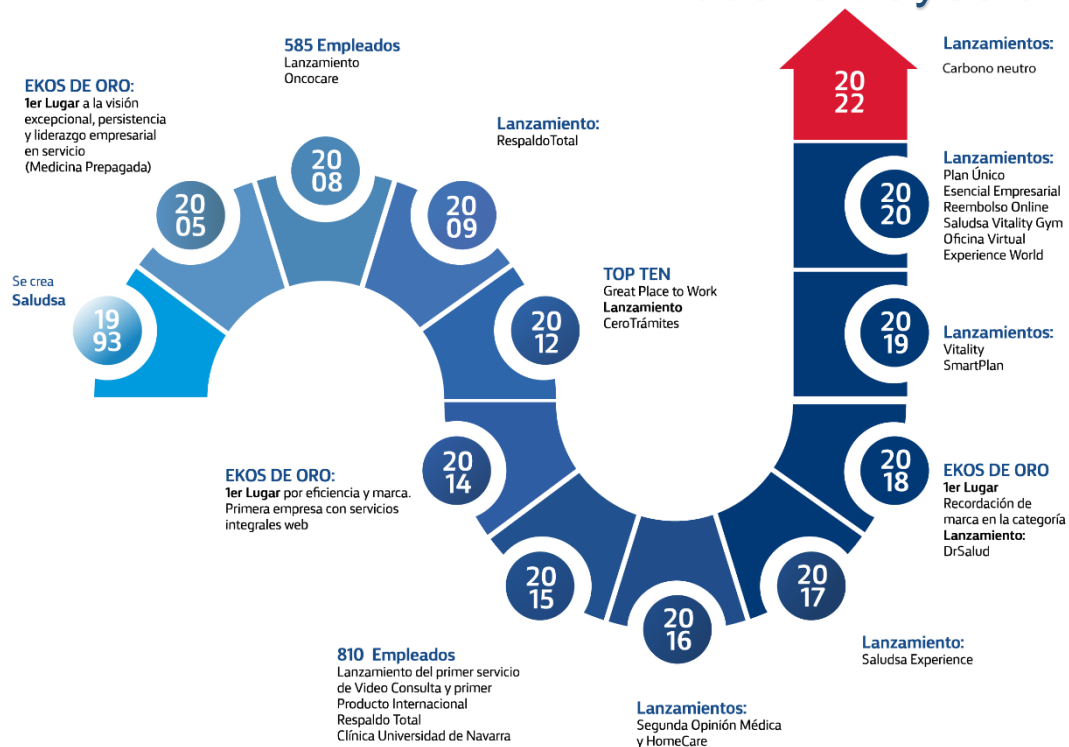 Se crea
Saludsa
19
93
EKOS DE ORO:
1er Lugar a la visión
excepcional, persistencia
y liderazgo empresarial
en servicio
(Medicina Prepagada)
20
05
585 Empleados
Lanzamiento
Oncocare
20
08
Lanzamiento:
RespaldoTotal
20
09
TOP TEN
Great Place to Work
Lanzamiento
CeroTrámites
20
12
EKOS DE ORO:
1er Lugar por eficiencia y marca.
Primera empresa con servicios
integrales web
20
14
20
15
810 Empleados
Lanzamiento del primer servicio
de Video Consulta y primer
Producto Internacional
Respaldo Total
Clínica Universidad de Navarra
20
16
Lanzamientos:
Segunda Opinión Médica
y HomeCare
20
17
Lanzamiento:
Saludsa Experience
20
18
EKOS DE ORO
1er Lugar
Recordación de
marca en la categoría
Lanzamiento:
DrSalud
20
19
Lanzamientos:
Vitality
SmartPlan
20
20
Lanzamientos:
Plan Único
Esencial Empresarial
Reembolso Online
Saludsa Vitality Gym
Oficina Virtual
Experience World
20
22
Lanzamientos:
Carbono neutro